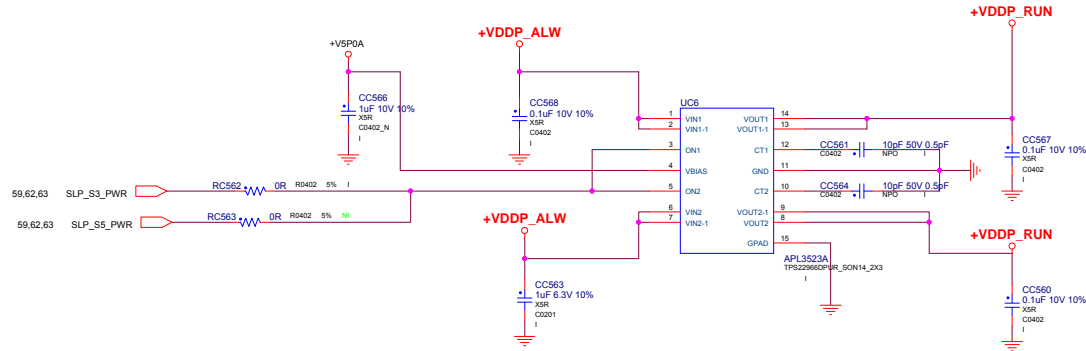 +VDDP_RUN
+VDDP_ALW
+V5P0A
CC566
1uF 10V 10%
X5R
C0402_N
I
CC568
0.1uF 10V 10%
X5R
C0402
I
UC6
1 VIN1 VOUT1 14
2 VIN1-1 VOUT1-1 13
3 ON1 CT1 12
4 VBIAS GND 11
5 ON2 CT2 10
6 VIN2 VOUT2-1 9
7 VIN2-1 VOUT2 8
GPAD 15
CC561 10pF 50V 0.5pF
C0402 NPO I
CC564 10pF 50V 0.5pF
C0402 NPO I
CC567
0.1uF 10V 10%
X5R
C0402
I
59,62,63 SLP_S3_PWR RC562 0R R0402 5% I
59,62,63 SLP_S5_PWR RC563 0R R0402 5% NI
+VDDP_ALW
+VDDP_RUN
APL3523A
TPS22966DPUR_SON14_2X3
I
CC563
1uF 6.3V 10%
X5R
C0201
I
CC560
0.1uF 10V 10%
X5R
C0402
I